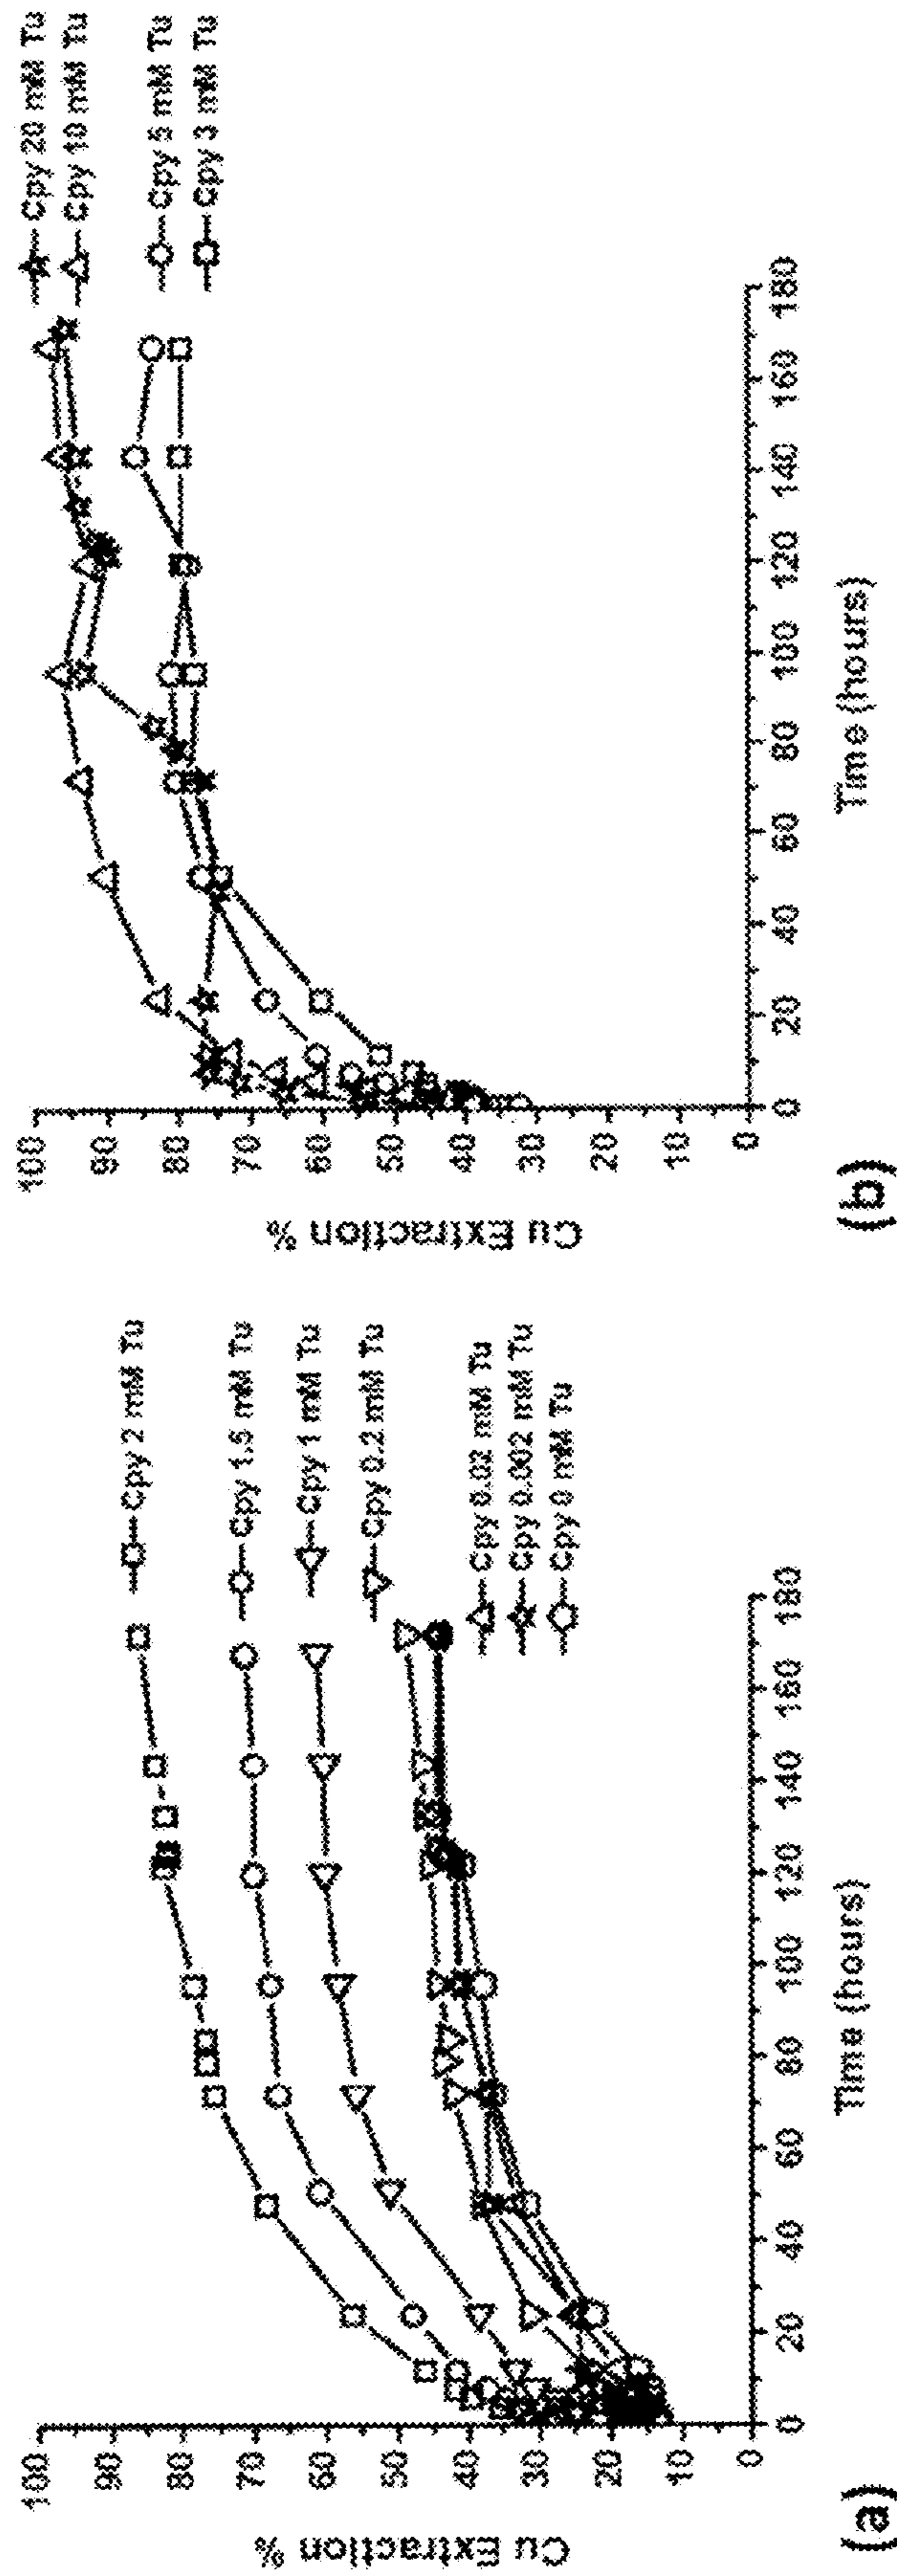 100
90
80
70
60
50
40
30
20
10
0
Cu Extraction %
0
20
40
60
80
100
120
140
160
180
Time (hours)
Cpy 2 mM Tu
Cpy 1.5 mM Tu
Cpy 1 mM Tu
Cpy 0.2 mM Tu
Cpy 0.02 mM Tu
Cpy 0.002 mM Tu
Cpy 0 mM Tu
(a)
100
90
80
70
60
50
40
30
20
10
0
Cu Extraction %
0
20
40
60
80
100
120
140
160
180
Time (hours)
Cpy 20 mM Tu
Cpy 10 mM Tu
Cpy 5 mM Tu
Cpy 3 mM Tu
(b)